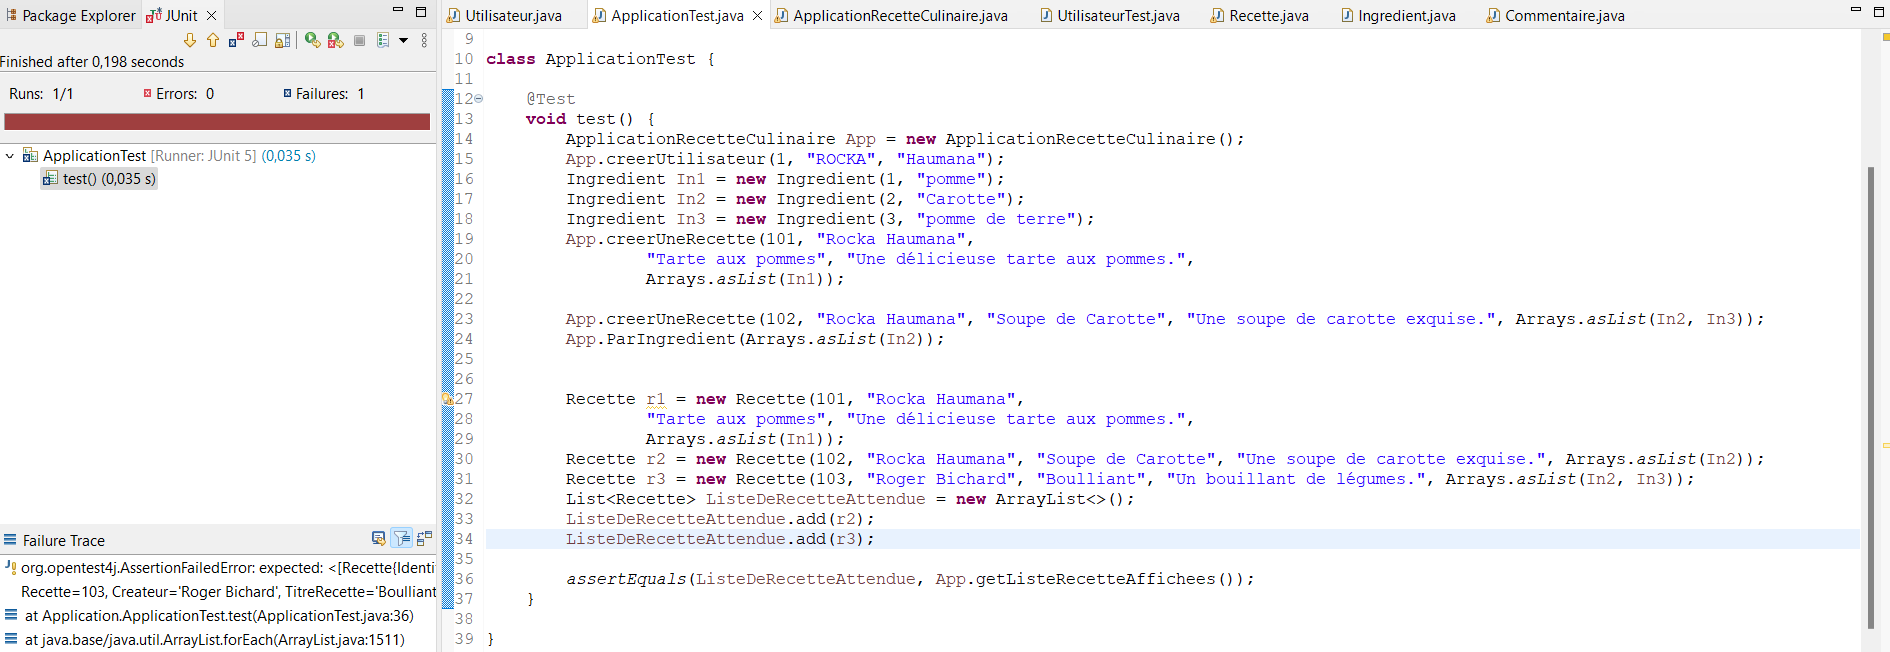 Package Explorer
JUnit
Finished after 0,198 seconds
Runs: 1/1
Errors: 0
Failures: 1
ApplicationTest [Runner: JUnit 5] (0,035 s)
test() (0,035 s)
Failure Trace
org.opentest4j.AssertionFailedError: expected: <[Recette{Identi
Recette=103, Createur='Roger Bichard', TitreRecette='Boulliant
at Application.ApplicationTest.test(ApplicationTest.java:36)
at java.base/java.util.ArrayList.forEach(ArrayList.java:1511)
Utilisateur.java
ApplicationTest.java
ApplicationRecetteCulinaire.java
UtilisateurTest.java
Recette.java
Ingredient.java
Commentaire.java
9
10 class ApplicationTest {
11
12 @Test
13 void test() {
14 ApplicationRecetteCulinaire App = new ApplicationRecetteCulinaire();
15 App.creerUtilisateur(1, "ROCKA", "Haumana");
16 Ingredient In1 = new Ingredient(1, "pomme");
17 Ingredient In2 = new Ingredient(2, "Carotte");
18 Ingredient In3 = new Ingredient(3, "pomme de terre");
19 App.creerUneRecette(101, "Rocka Haumana",
20 "Tarte aux pommes", "Une délicieuse tarte aux pommes.",
21 Arrays.asList(In1));
22
23 App.creerUneRecette(102, "Rocka Haumana", "Soupe de Carotte", "Une soupe de carotte exquise.", Arrays.asList(In2, In3));
24 App.ParIngredient(Arrays.asList(In2));
25
26
27 Recette r1 = new Recette(101, "Rocka Haumana",
28 "Tarte aux pommes", "Une délicieuse tarte aux pommes.",
29 Arrays.asList(In1));
30 Recette r2 = new Recette(102, "Rocka Haumana", "Soupe de Carotte", "Une soupe de carotte exquise.", Arrays.asList(In2));
31 Recette r3 = new Recette(103, "Roger Bichard", "Boulliant", "Un bouillant de légumes.", Arrays.asList(In2, In3));
32 List<Recette> ListeDeRecetteAttendue = new ArrayList<>();
33 ListeDeRecetteAttendue.add(r2);
34 ListeDeRecetteAttendue.add(r3);
35
36 assertEquals(ListeDeRecetteAttendue, App.getListeRecetteAffichees());
37 }
38
39 }